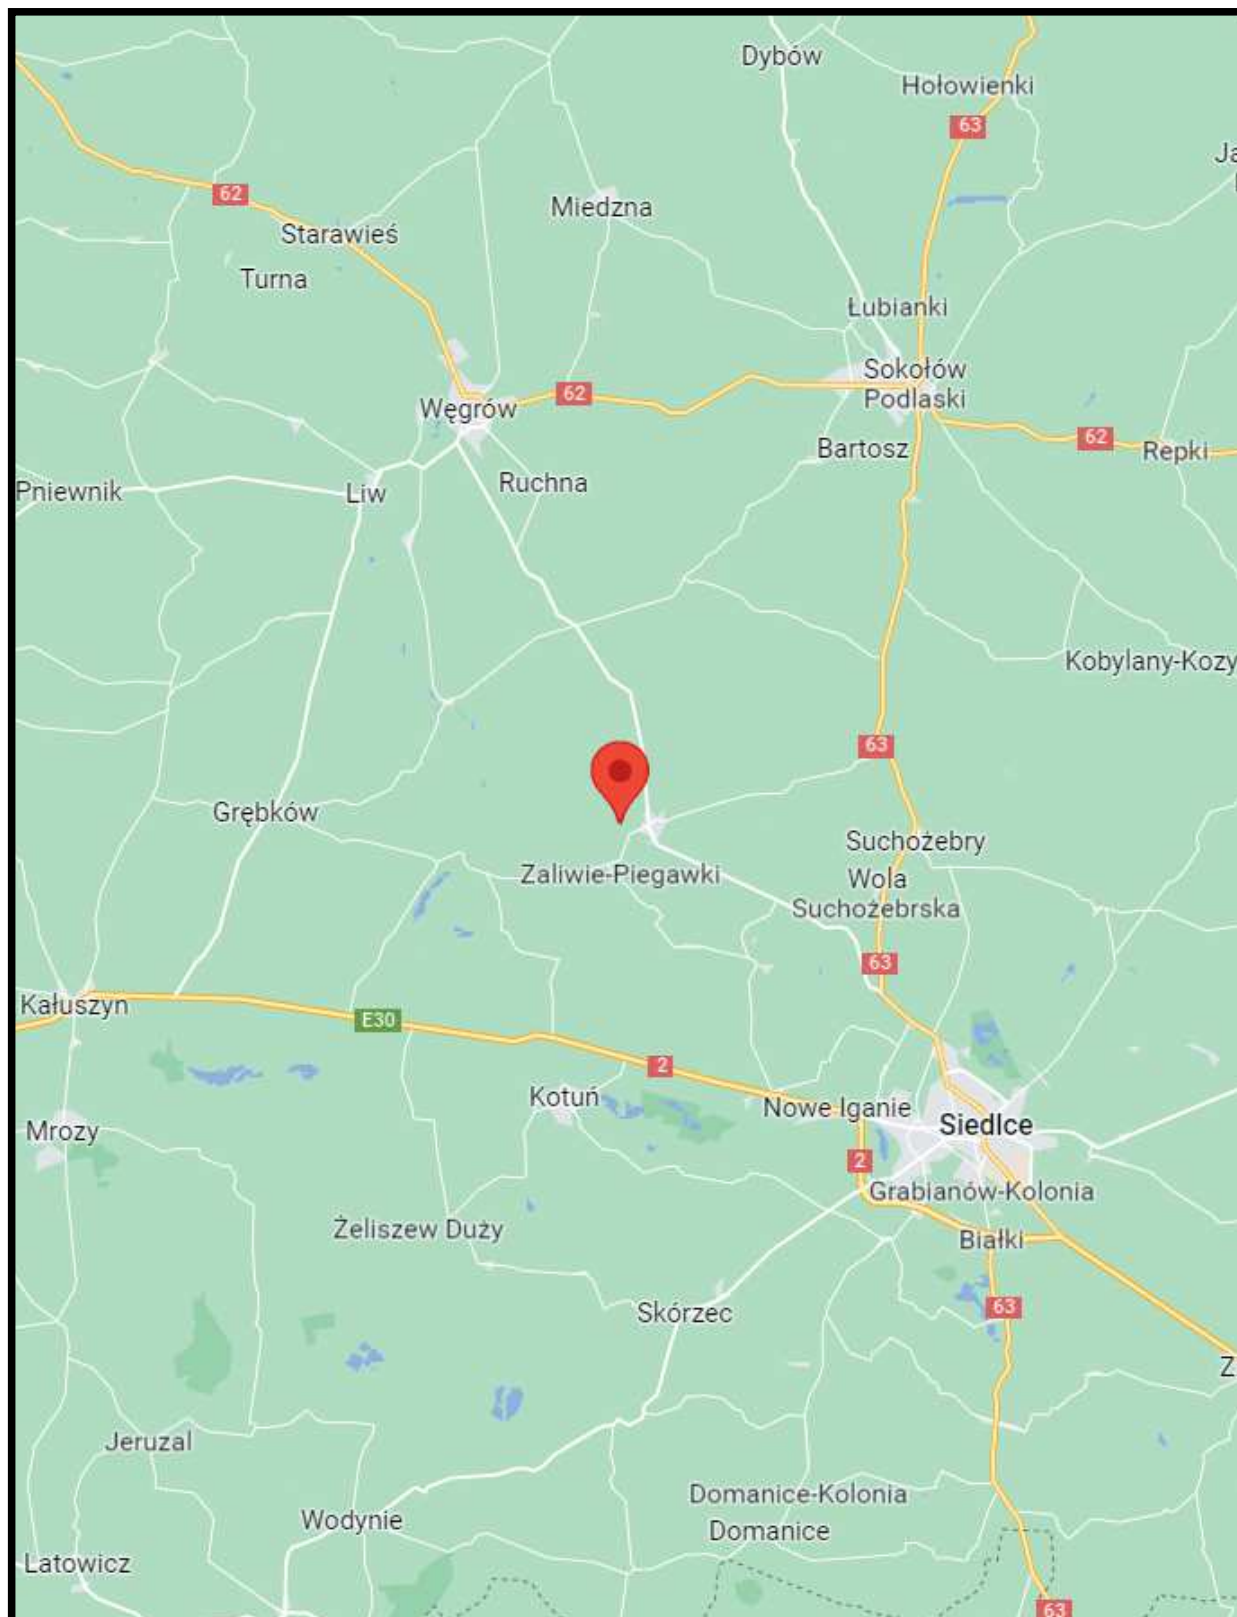 Dybów
Hołowienki
63
Ja
62
Miedzna
Starawieś
Turna
Łubianki
Sokołów
Podlaski
62
Węgrów
62
Bartosz
Repki
Ruchna
Pniewnik
Liw
Kobylany-Kozy
63
Grębków
Suchożebry
Zaliwie-Piegawki
Wola
Suchożebrska
63
Kałuszyn
E30
2
Kotuń
Nowe Iganie
Siedlce
Mrozy
2
Grabianów-Kolonia
Żeliszew Duży
Białki
63
Skórzec
Z
Jeruzal
Domanice-Kolonia
Wodynie
Domanice
Latowicz
63